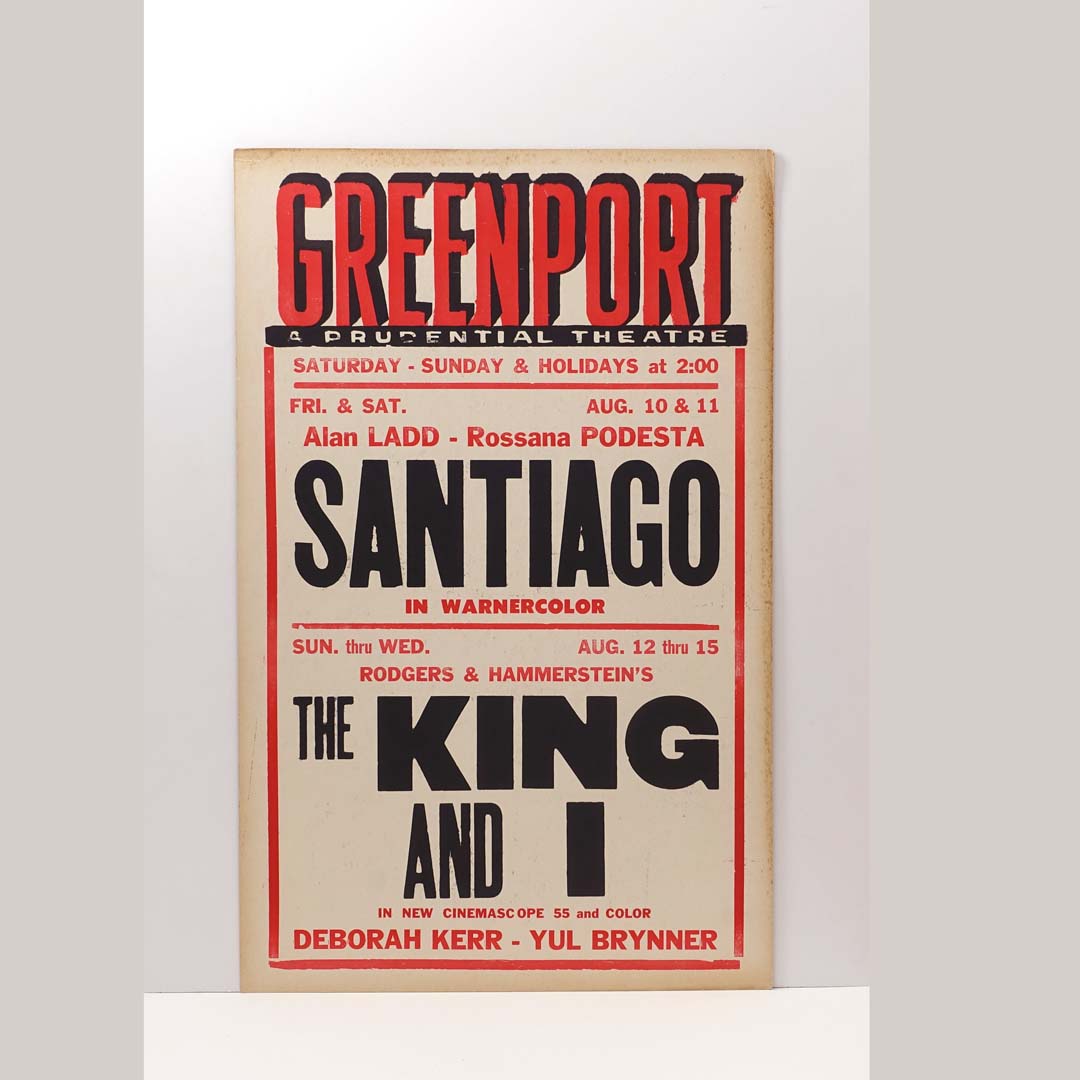 GREENPORT
A PRUDENTIAL THEATRE
SATURDAY - SUNDAY & HOLIDAYS at 2:00
FRI. & SAT. AUG. 10 & 11
Alan LADD - Rossana PODESTA
SANTIAGO
IN WARNERCOLOR
SUN. thru WED. AUG. 12 thru 15
RODGERS & HAMMERSTEIN'S
THE KING
AND I
IN NEW CINEMASCOPE 55 and COLOR
DEBORAH KERR - YUL BRYNNER